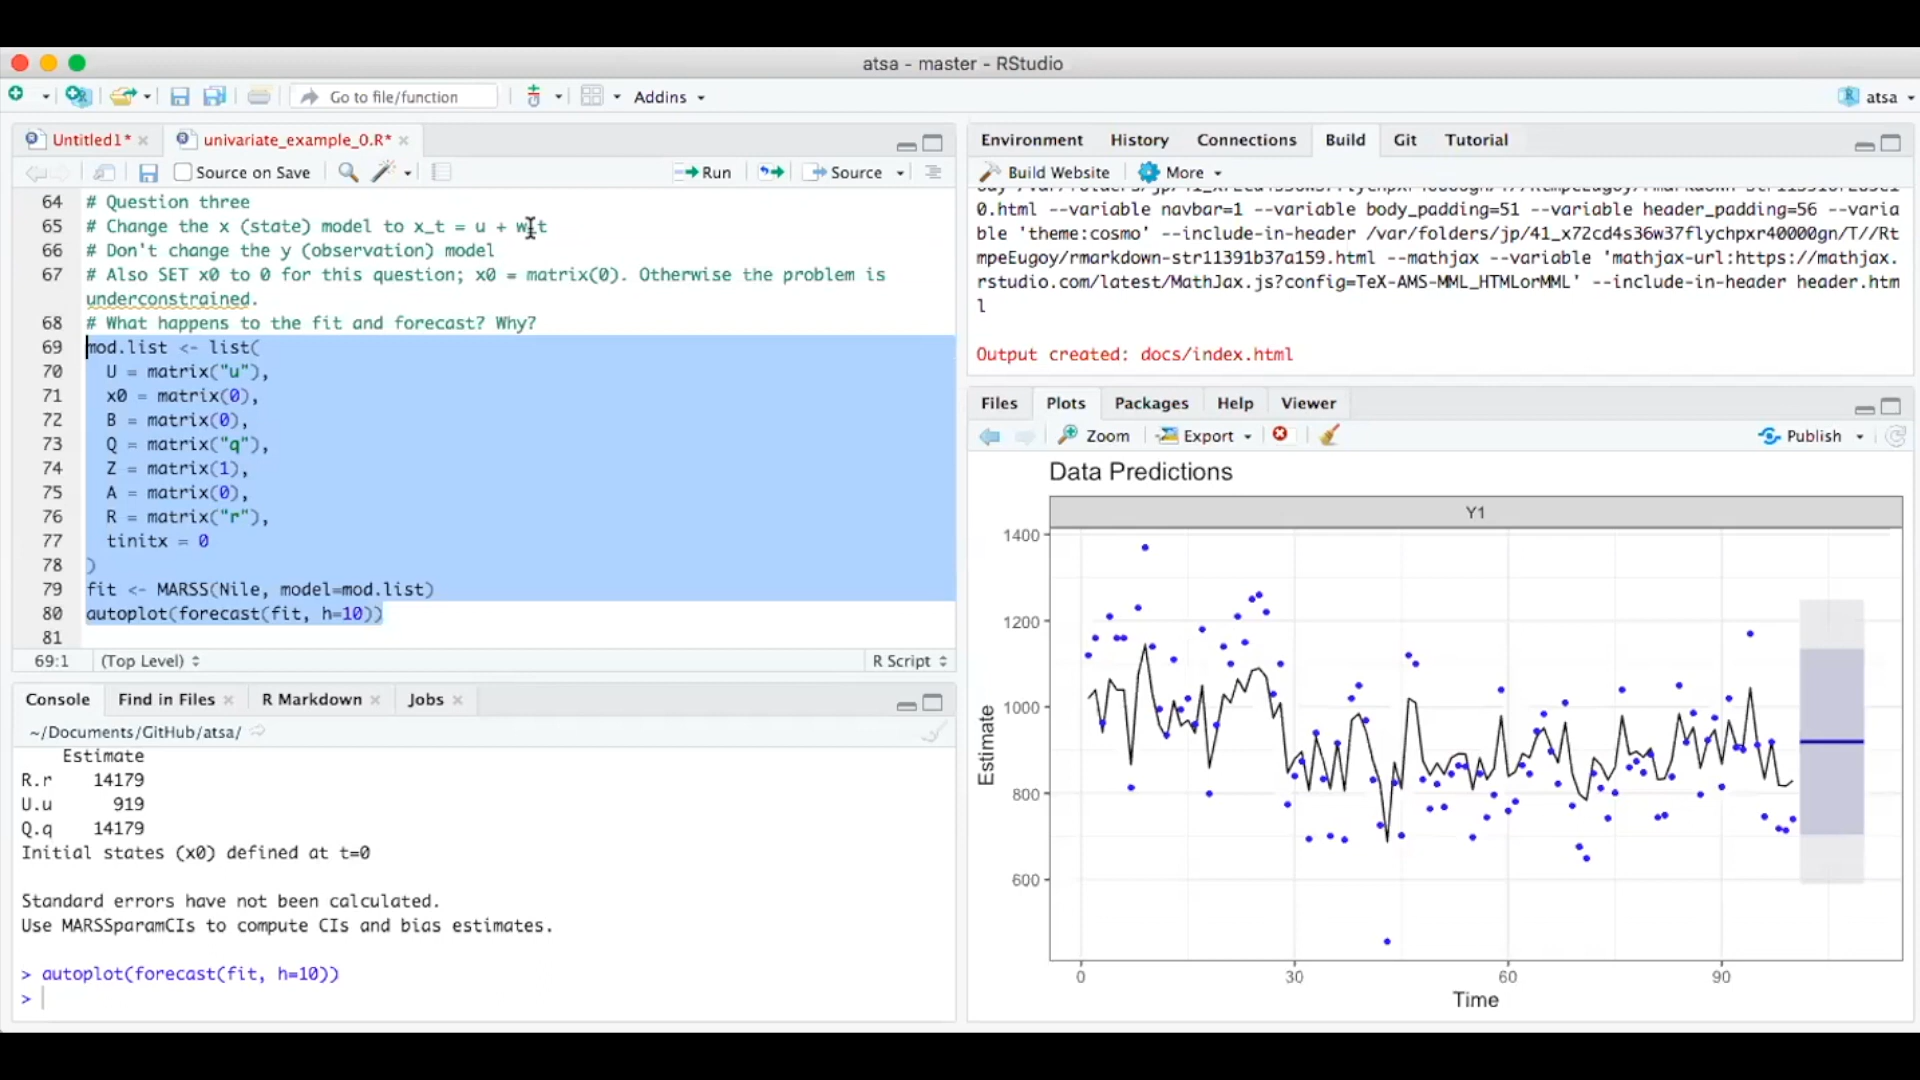 atsa - master - RStudio
Go to file/function
Addins
atsa
Untitled1*
univariate_example_0.R*
Source on Save
Run
Source
64 # Question three
65 # Change the x (state) model to x_t = u + w_t
66 # Don't change the y (observation) model
67 # Also SET x0 to 0 for this question; x0 = matrix(0). Otherwise the problem is
underconstrained.
68 # What happens to the fit and forecast? Why?
69 mod.list <- list(
70 U = matrix("u"),
71 x0 = matrix(0),
72 B = matrix(0),
73 Q = matrix("q"),
74 Z = matrix(1),
75 A = matrix(0),
76 R = matrix("r"),
77 tinitx = 0
78 )
79 fit <- MARSS(Nile, model=mod.list)
80 autoplot(forecast(fit, h=10))
81
69:1 (Top Level) R Script
Console Find in Files R Markdown Jobs
~/Documents/GitHub/atsa/
Estimate
R.r 14179
U.u 919
Q.q 14179
Initial states (x0) defined at t=0
Standard errors have not been calculated.
Use MARSSparamCIs to compute CIs and bias estimates.
> autoplot(forecast(fit, h=10))
>
Environment History Connections Build Git Tutorial
Build Website More
0.html --variable navbar=1 --variable body_padding=51 --variable header_padding=56 --varia
ble 'theme:cosmo' --include-in-header /var/folders/jp/41_x72cd4s36w37flychpxr40000gn/T//Rt
mpeEugoy/rmarkdown-str11391b37a159.html --mathjax --variable 'mathjax-url:https://mathjax.
rstudio.com/latest/MathJax.js?config=TeX-AMS-MML_HTMLorMML' --include-in-header header.htm
l
Output created: docs/index.html
Files Plots Packages Help Viewer
Zoom Export Publish
Data Predictions
Y1
1400
1200
1000
800
600
Estimate
0 30 60 90
Time